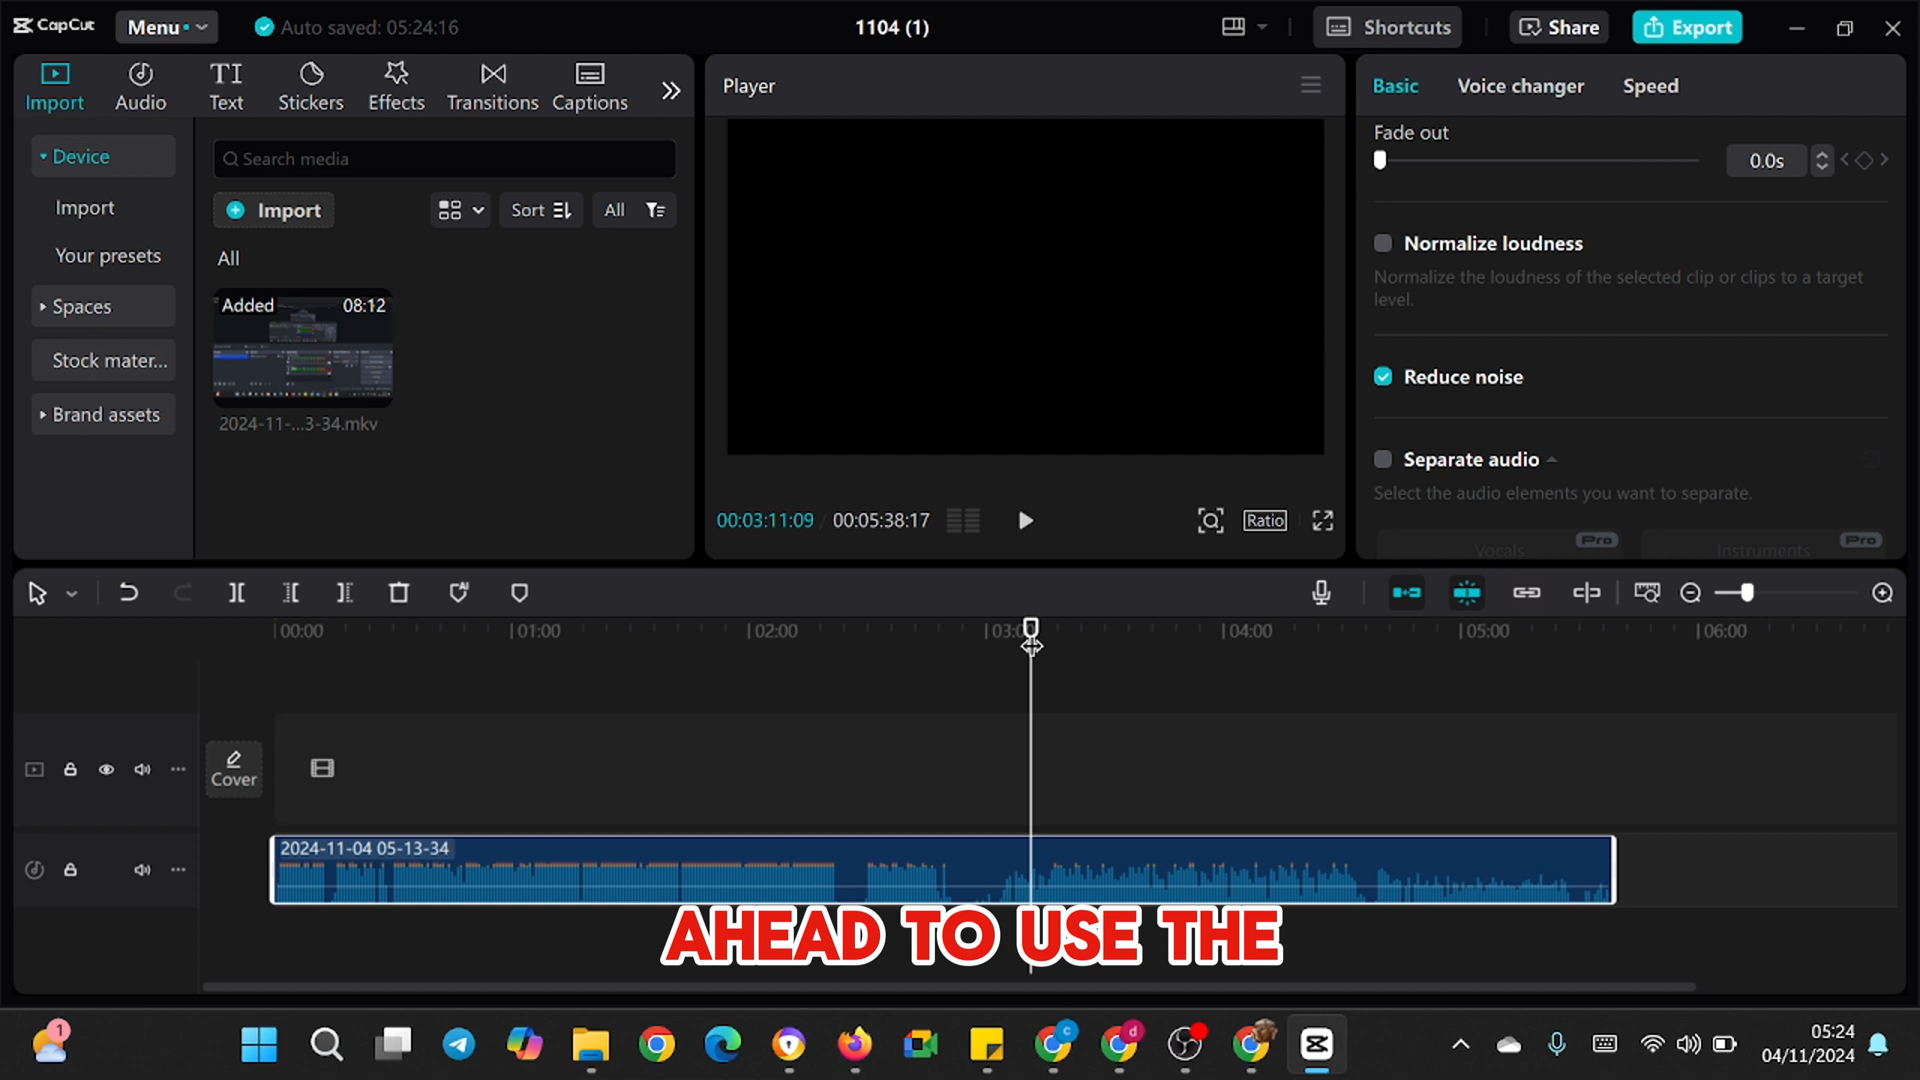 CapCut
Menu
Auto saved: 05:24:16
1104 (1)
Shortcuts
Share
Export
Import
Audio
TI
Text
Stickers
Effects
Transitions
Captions
Device
Import
Your presets
Spaces
Stock mater...
Brand assets
Search media
Import
Sort
All
All
Added
08:12
2024-11-...3-34.mkv
Player
00:03:11:09
00:05:38:17
Ratio
Basic
Voice changer
Speed
Fade out
0.0s
Normalize loudness
Normalize the loudness of the selected clip or clips to a target
level.
Reduce noise
Separate audio
Select the audio elements you want to separate.
Vocals
Pro
Instruments
Pro
00:00
01:00
02:00
03:00
04:00
05:00
06:00
Cover
2024-11-04 05-13-34
AHEAD TO USE THE
1
c
d
05:24
04/11/2024